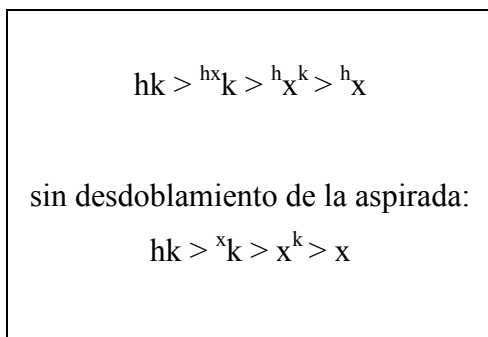 hk > ʰˣk > ʰxᵏ > ʰx
sin desdoblamiento de la aspirada:
hk > ˣk > xᵏ > x